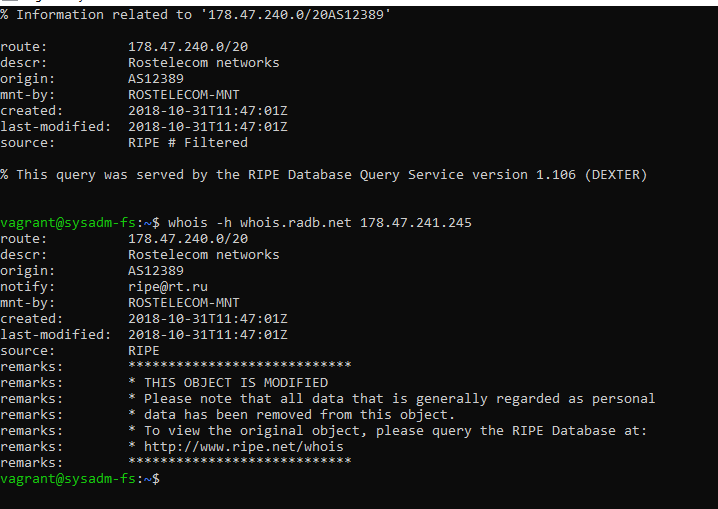 % Information related to '178.47.240.0/20AS12389'
route: 178.47.240.0/20
descr: Rostelecom networks
origin: AS12389
mnt-by: ROSTELECOM-MNT
created: 2018-10-31T11:47:01Z
last-modified: 2018-10-31T11:47:01Z
source: RIPE # Filtered
% This query was served by the RIPE Database Query Service version 1.106 (DEXTER)
vagrant@sysadm-fs:~$ whois -h whois.radb.net 178.47.241.245
route: 178.47.240.0/20
descr: Rostelecom networks
origin: AS12389
notify: ripe@rt.ru
mnt-by: ROSTELECOM-MNT
created: 2018-10-31T11:47:01Z
last-modified: 2018-10-31T11:47:01Z
source: RIPE
remarks: ****************************
remarks: * THIS OBJECT IS MODIFIED
remarks: * Please note that all data that is generally regarded as personal
remarks: * data has been removed from this object.
remarks: * To view the original object, please query the RIPE Database at:
remarks: * http://www.ripe.net/whois
remarks: ****************************
vagrant@sysadm-fs:~$